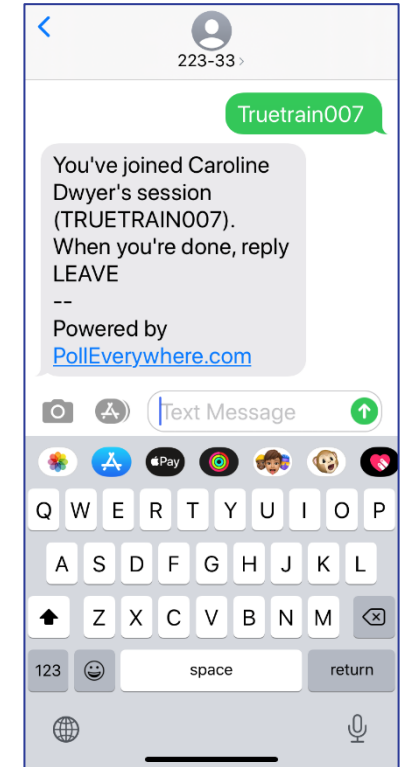 223-33
Truetrain007
You've joined Caroline
Dwyer's session
(TRUETRAIN007).
When you're done, reply
LEAVE
--
Powered by
PollEverywhere.com
Text Message
Pay
Q W E R T Y U I O P
A S D F G H J K L
Z X C V B N M
123 space return